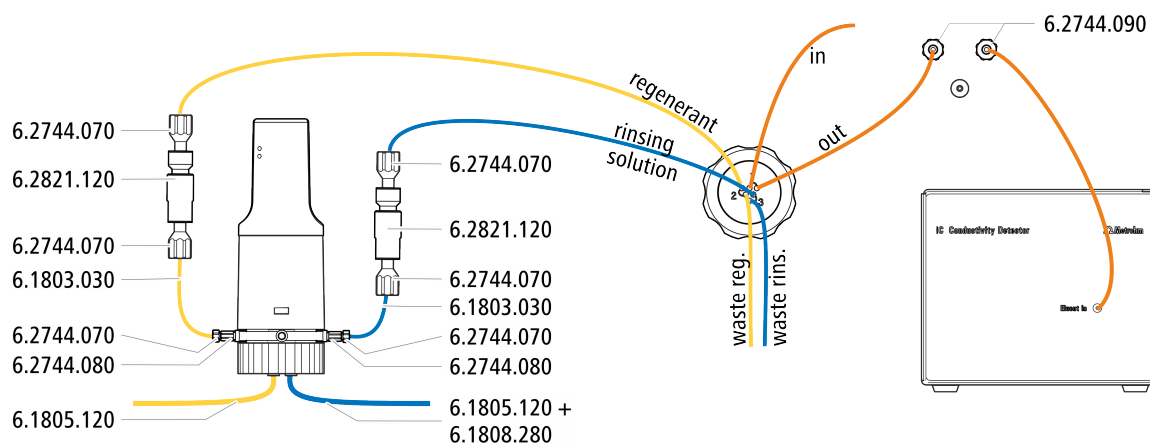 6.2744.070
6.2821.120
6.2744.070
6.1803.030
6.2744.070
6.2744.080
6.1805.120
6.2744.070
6.2821.120
6.2744.070
6.1803.030
6.2744.070
6.2744.080
6.1805.120 +
6.1808.280
regenerant
rinsing
solution
in
out
1
2
3
waste reg.
waste rins.
6.2744.090
IC Conductivity Detector
Metrohm
Eluent in